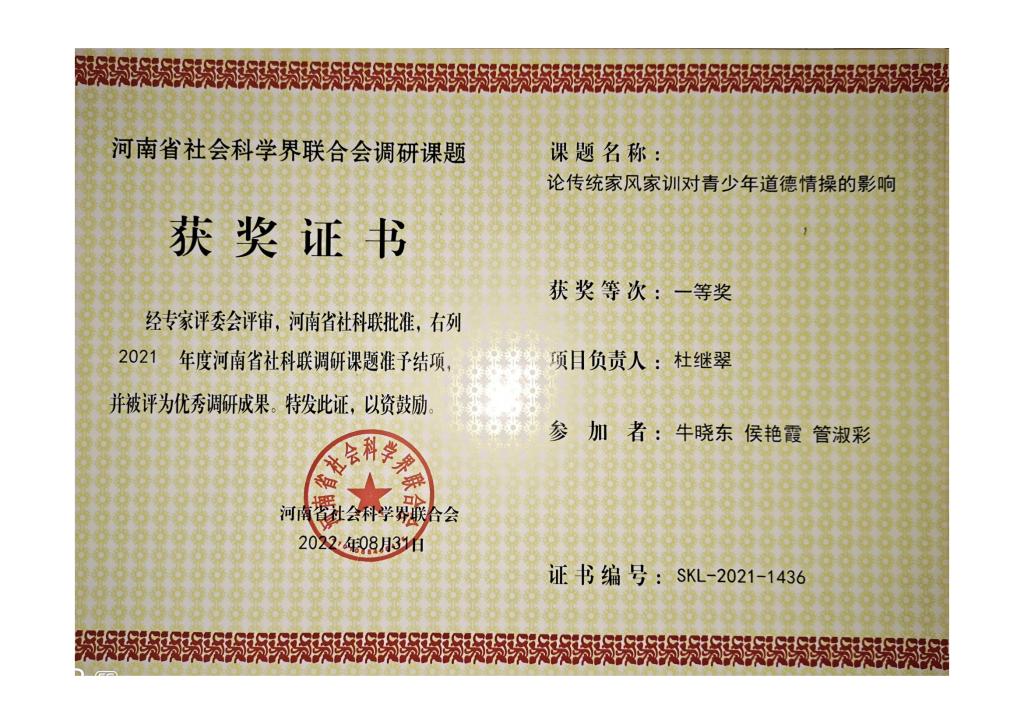 河南省社会科学界联合会调研课题
获奖证书
经专家评委会评审，河南省社科联批准，右列
2021 年度河南省社科联调研课题准予结项，
并被评为优秀调研成果。特发此证，以资鼓励。
河南省社会科学界联合会
河南省社会科学界联合会
2022年08月31日
课题名称：
论传统家风家训对青少年道德情操的影响
获奖等次：一等奖
项目负责人：杜继翠
参加者：牛晓东 侯艳霞 管淑彩
证书编号：SKL-2021-1436